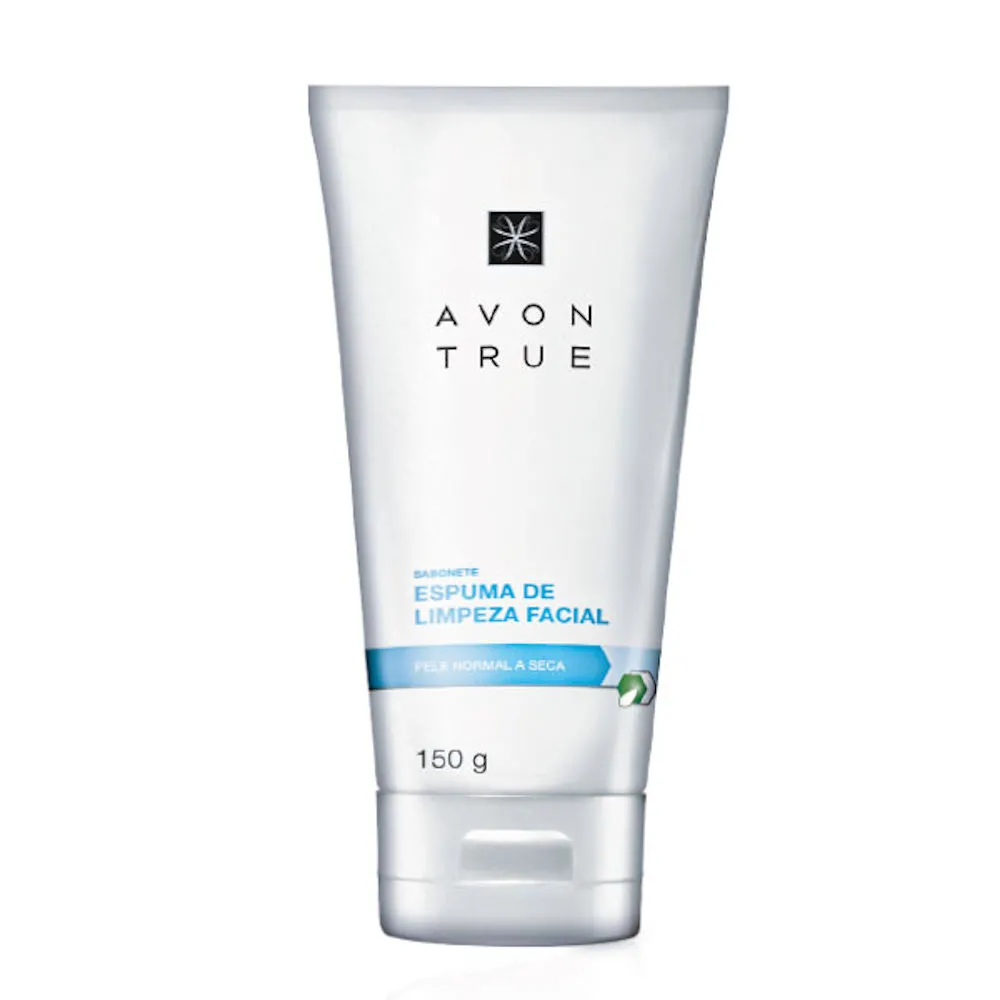 AVON
TRUE
SABONETE
ESPUMA DE
LIMPEZA FACIAL
PELE NORMAL A SECA
150 g